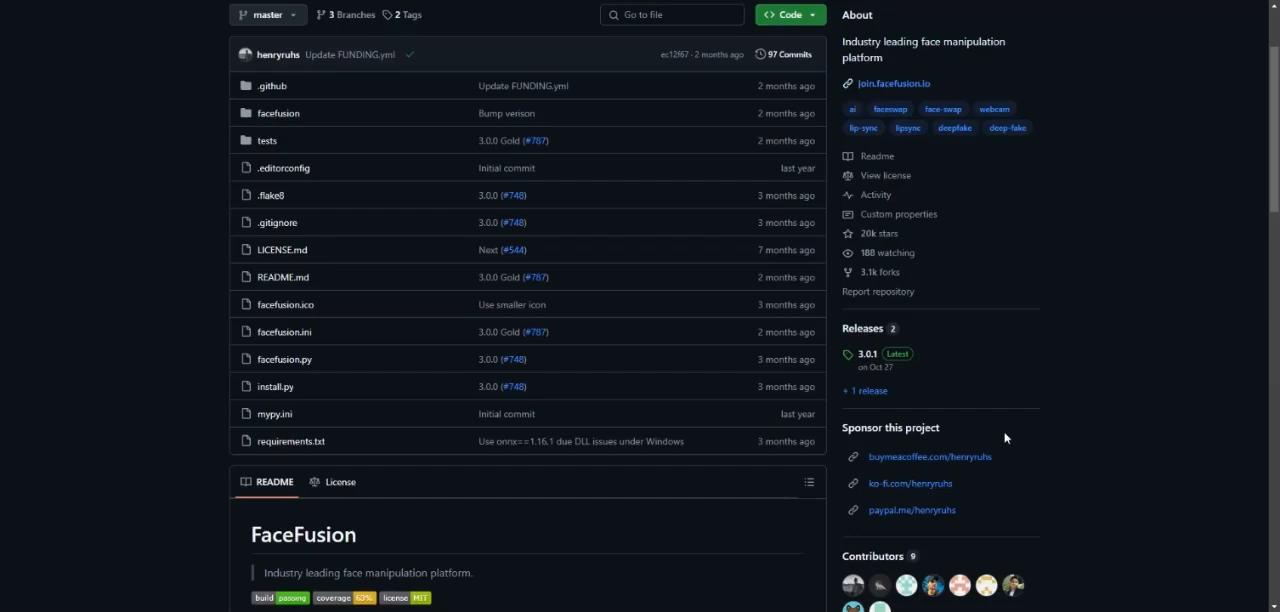 master 3 Branches 2 Tags Go to file Code
henryruhs Update FUNDING.yml ec12f67 · 2 months ago 97 Commits
.github Update FUNDING.yml 2 months ago
facefusion Bump verison 2 months ago
tests 3.0.0 Gold (#787) 2 months ago
.editorconfig Initial commit last year
.flake8 3.0.0 (#748) 3 months ago
.gitignore 3.0.0 (#748) 3 months ago
LICENSE.md Next (#544) 7 months ago
README.md 3.0.0 Gold (#787) 2 months ago
facefusion.ico Use smaller icon 3 months ago
facefusion.ini 3.0.0 Gold (#787) 2 months ago
facefusion.py 3.0.0 (#748) 3 months ago
install.py 3.0.0 (#748) 3 months ago
mypy.ini Initial commit last year
requirements.txt Use onnx==1.16.1 due DLL issues under Windows 3 months ago
README License
FaceFusion
Industry leading face manipulation platform.
build passing coverage 63% license MIT
About
Industry leading face manipulation
platform
join.facefusion.io
ai faceswap face-swap webcam
lip-sync lipsync deepfake deep-fake
Readme
View license
Activity
Custom properties
20k stars
188 watching
3.1k forks
Report repository
Releases 2
3.0.1 Latest
on Oct 27
+ 1 release
Sponsor this project
buymeacoffee.com/henryruhs
ko-fi.com/henryruhs
paypal.me/henryruhs
Contributors 9